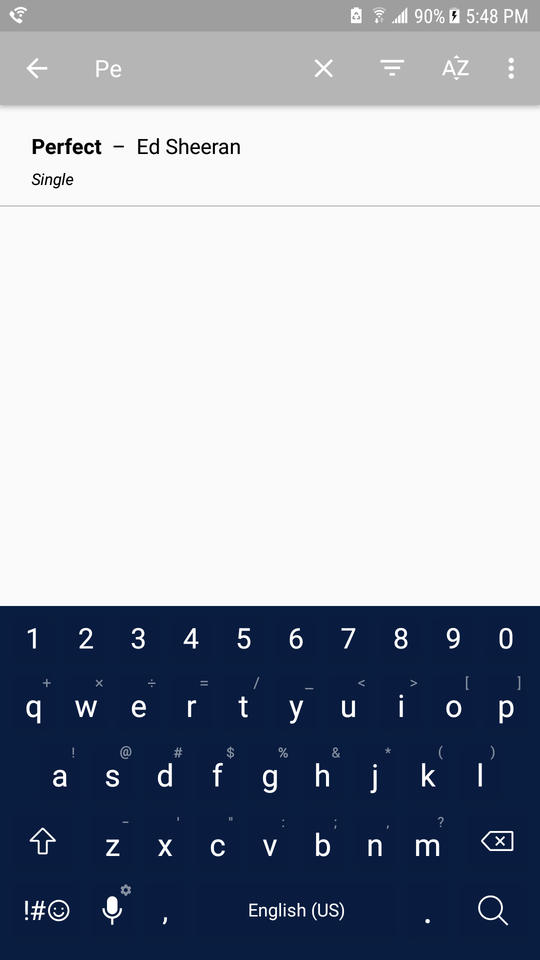 90% 5:48 PM
Pe AZ
Perfect – Ed Sheeran
Single
1 2 3 4 5 6 7 8 9 0
+ × ÷ = / _ < > [ ]
q w e r t y u i o p
! @ # $ % & * ( )
a s d f g h j k l
- ' " : ; , ?
z x c v b n m
!#☺ , English (US) .